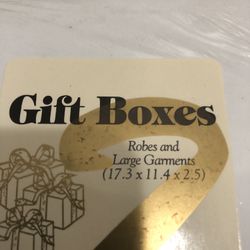 Gift Boxes
Robes and
Large Garments
(17.3 x 11.4 x 2.5)